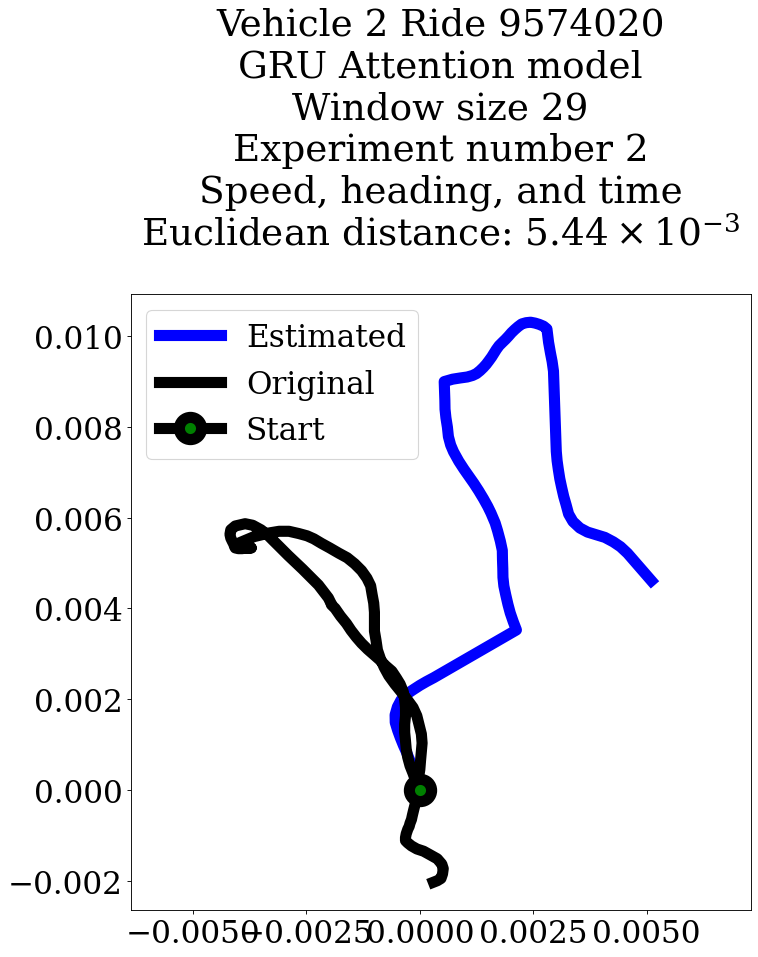 Vehicle 2 Ride 9574020
GRU Attention model
Window size 29
Experiment number 2
Speed, heading, and time
Euclidean distance: 5.44 × 10⁻³
Estimated
Original
Start
0.010
0.008
0.006
0.004
0.002
0.000
−0.002
−0.0050 −0.0025 0.0000 0.0025 0.0050